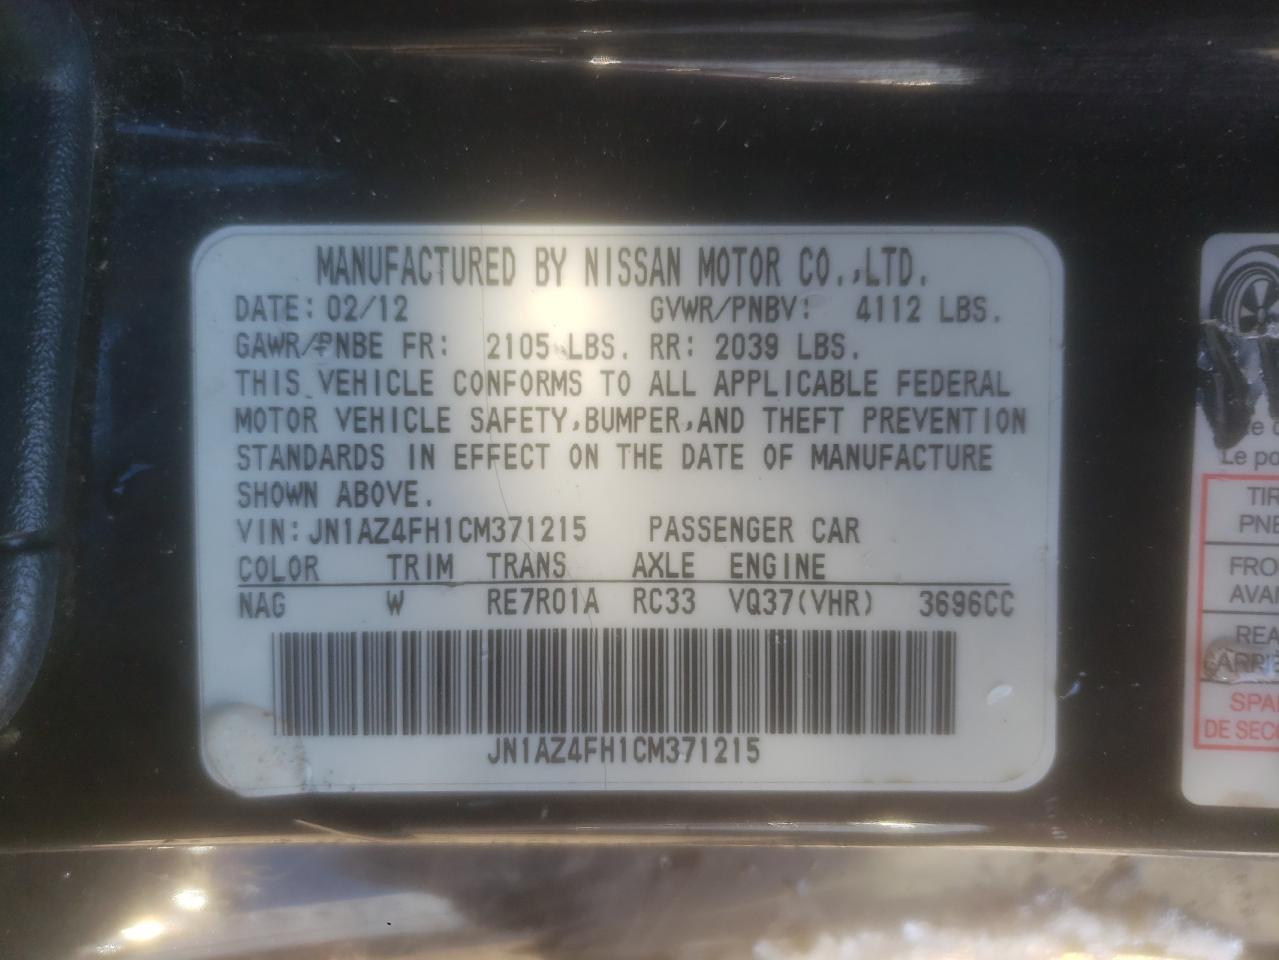 MANUFACTURED BY NISSAN MOTOR CO.,LTD.
DATE: 02/12 GVWR/PNBV: 4112 LBS.
GAWR/PNBE FR: 2105 LBS. RR: 2039 LBS.
THIS VEHICLE CONFORMS TO ALL APPLICABLE FEDERAL
MOTOR VEHICLE SAFETY,BUMPER,AND THEFT PREVENTION
STANDARDS IN EFFECT ON THE DATE OF MANUFACTURE
SHOWN ABOVE.
VIN: JN1AZ4FH1CM371215 PASSENGER CAR
COLOR TRIM TRANS AXLE ENGINE
NAG W RE7R01A RC33 VQ37(VHR) 3696CC
JN1AZ4FH1CM371215
Le po
TIR
PNE
FRO
AVA
REA
ARRI
SPA
DE SECO